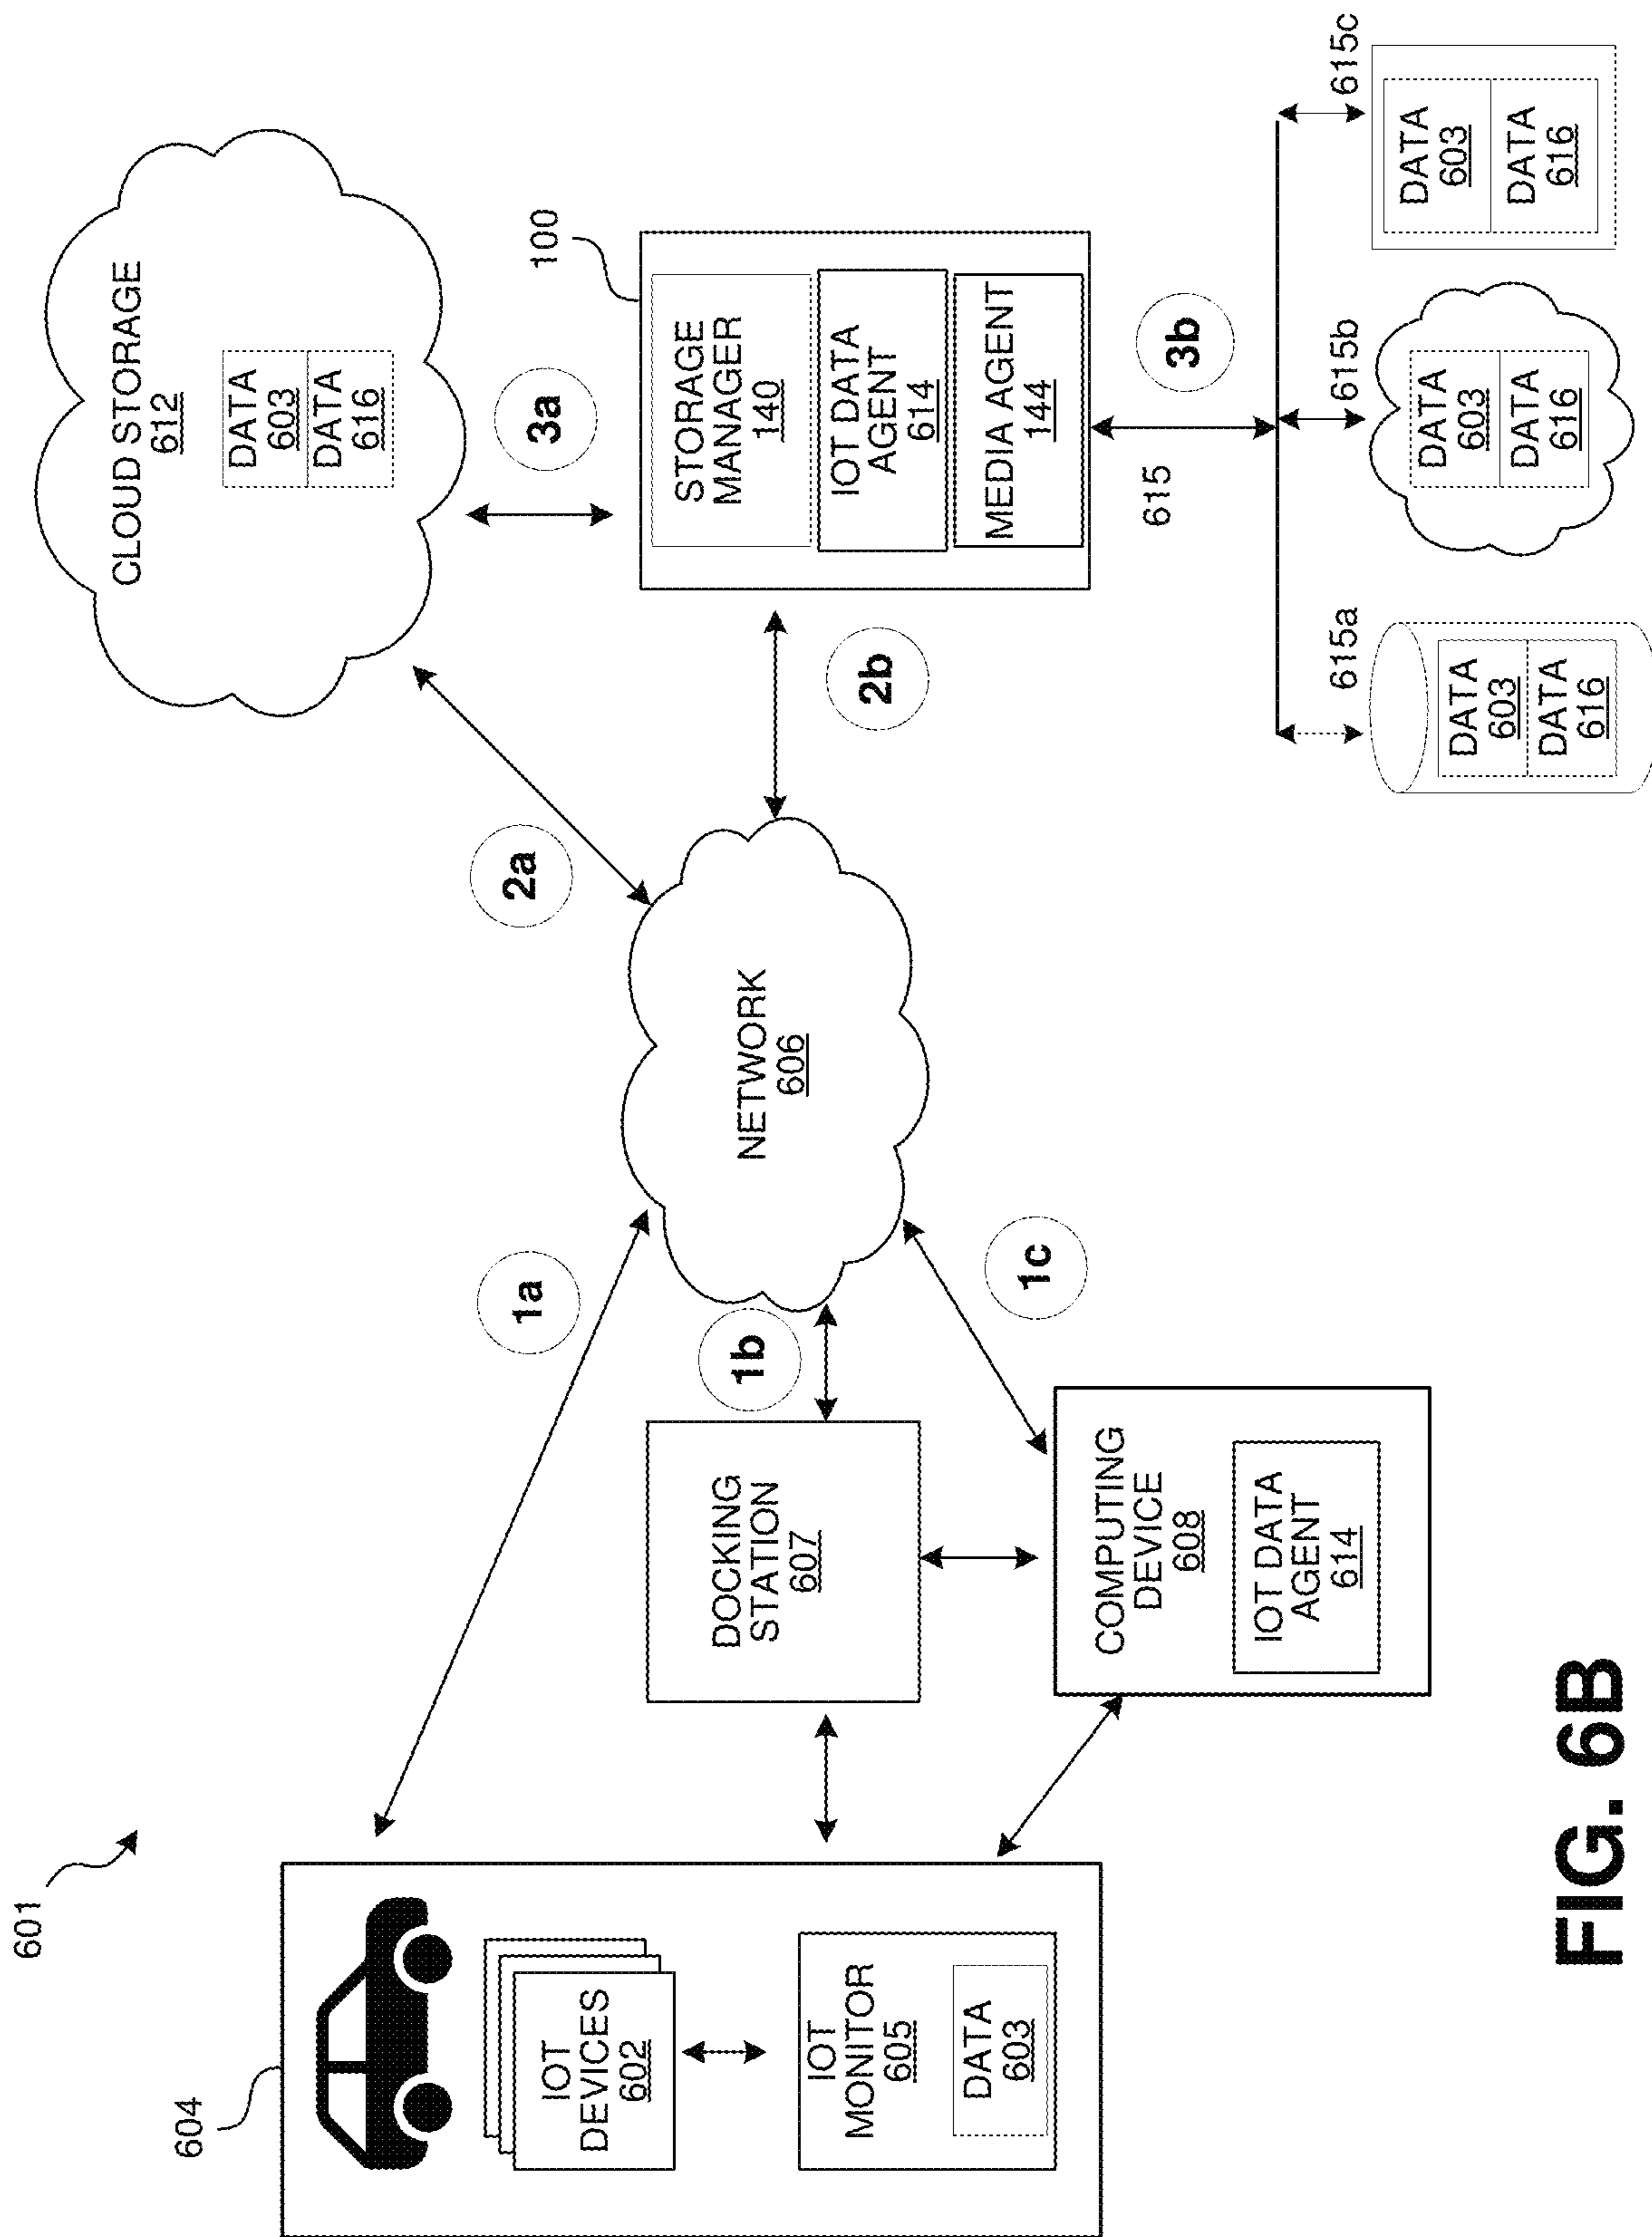 601
604
IOT
DEVICES
602
IOT
MONITOR
605
DATA
603
1a
DOCKING
STATION
607
1b
COMPUTING
DEVICE
608
IOT DATA
AGENT
614
1c
NETWORK
606
2a
2b
CLOUD STORAGE
612
DATA
603
DATA
616
3a
100
STORAGE
MANAGER
140
IOT DATA
AGENT
614
MEDIA AGENT
144
3b
615
615a
DATA
603
DATA
616
615b
DATA
603
DATA
616
615c
DATA
603
DATA
616
FIG. 6B